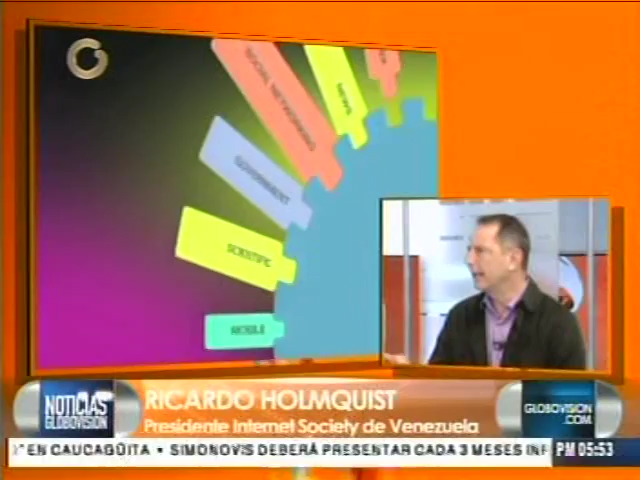 SOCIAL NETWORKING
NEWS
GOVERNMENT
SCIENTIFIC
MOBILE
RICARDO HOLMQUIST
Presidente Internet Society de Venezuela
NOTICIAS
GLOBOVISION
GLOBOVISION
.COM
EN CAUCAGÜITA • SIMONOVIS DEBERÁ PRESENTAR CADA 3 MESES INF
PM 05:53